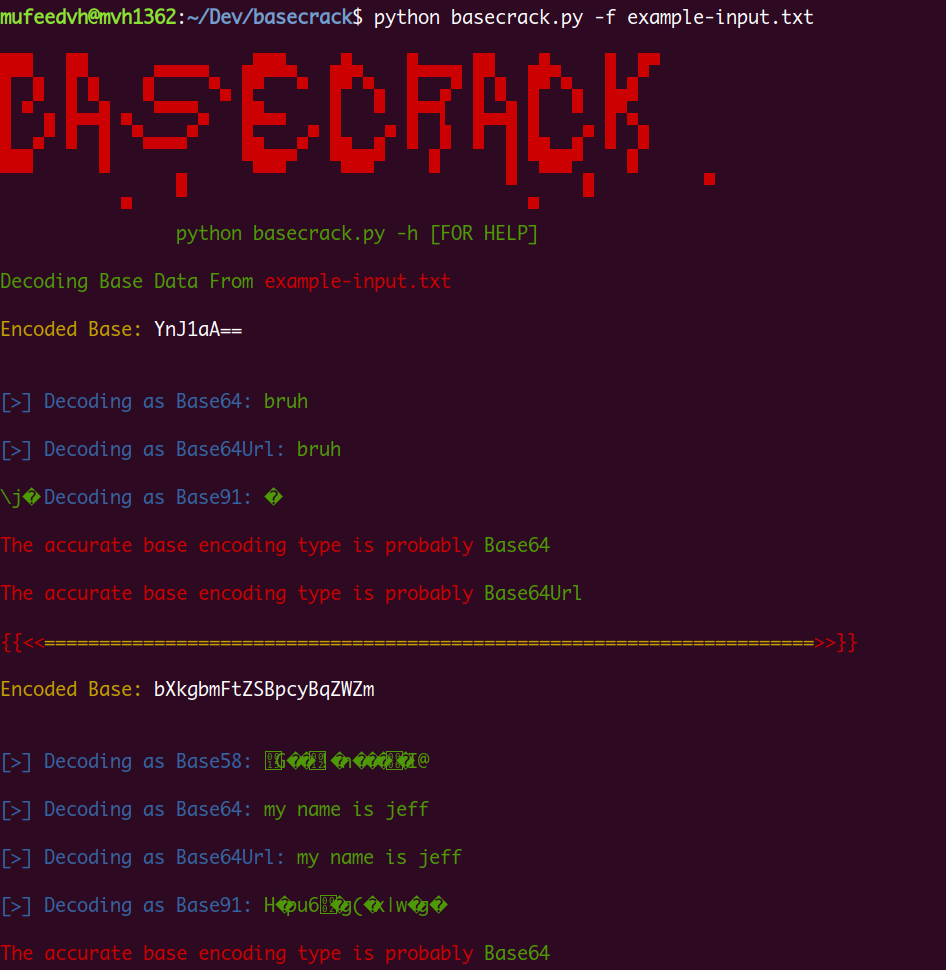 mufeedvh@mvh1362:~/Dev/basecrack$ python basecrack.py -f example-input.txt
BASECRACK
python basecrack.py -h [FOR HELP]
Decoding Base Data From example-input.txt
Encoded Base: YnJ1aA==
[>] Decoding as Base64: bruh
[>] Decoding as Base64Url: bruh
\j� Decoding as Base91: �
The accurate base encoding type is probably Base64
The accurate base encoding type is probably Base64Url
{{<<======================================================================>>}}
Encoded Base: bXkgbmFtZSBpcyBqZWZm
[>] Decoding as Base58:
[>] Decoding as Base64: my name is jeff
[>] Decoding as Base64Url: my name is jeff
[>] Decoding as Base91:
The accurate base encoding type is probably Base64